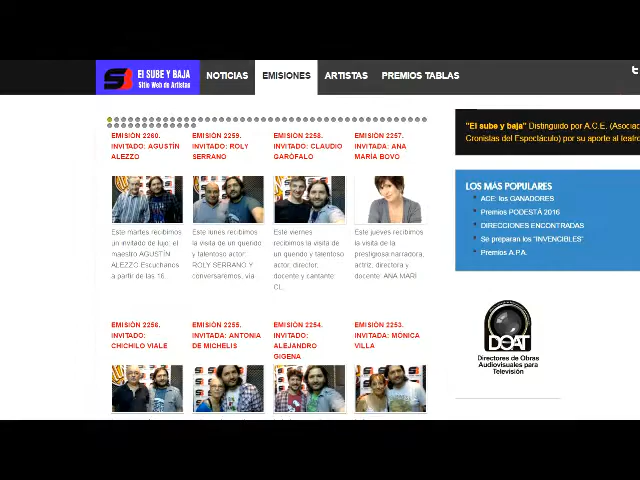 El SUBE Y BAJA
Sitio Web de Artistas
NOTICIAS
EMISIONES
ARTISTAS
PREMIOS TABLAS
EMISIÓN 2260.
INVITADO: AGUSTÍN
ALEZZO
Este martes recibimos
un invitado de lujo, el
maestro AGUSTÍN
ALEZZO.Escuchanos
a partir de las 16.
EMISIÓN 2259.
INVITADO: ROLY
SERRANO
Este lunes recibimos
la visita de un querido
y talentoso actor:
ROLY SERRANO.Y
conversaremos, vía
EMISIÓN 2258.
INVITADO: CLAUDIO
GARÓFALO
Este viernes
recibimos la visita de
un querido y talentoso
actor, director,
docente y cantante:
CL
EMISIÓN 2257.
INVITADO: ANA
MARÍA BOVO
Este jueves recibimos
la visita de la
prestigiosa narradora,
actriz, directora y
docente: ANA MARI
EMISIÓN 2256.
INVITADO:
CHICHILO VIALE
EMISIÓN 2255.
INVITADA: ANTONIA
DE MICHELIS
EMISIÓN 2254.
INVITADO:
ALEJANDRO
GIGENA
EMISIÓN 2253.
INVITADA: MÓNICA
VILLA
"El sube y baja" Distinguido por A.C.E. (Asociac
Cronistas del Espectáculo) por su aporte al teatro
LOS MÁS POPULARES
ACE: los GANADORES
Premios PODESTÁ 2016
DIRECCIONES ENCONTRADAS
Se preparan los "INVENCIBLES"
Premios A.P.A.
DOAT
Directores de Obras
Audiovisuales para
Televisión